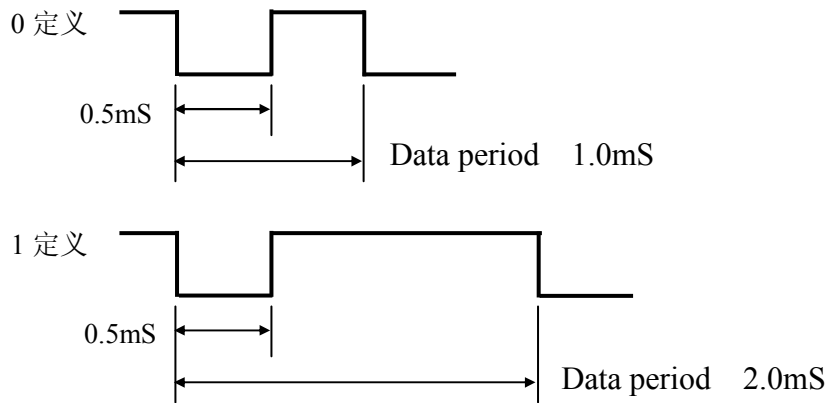 0 定义
0.5mS
Data period 1.0mS
1 定义
0.5mS
Data period 2.0mS